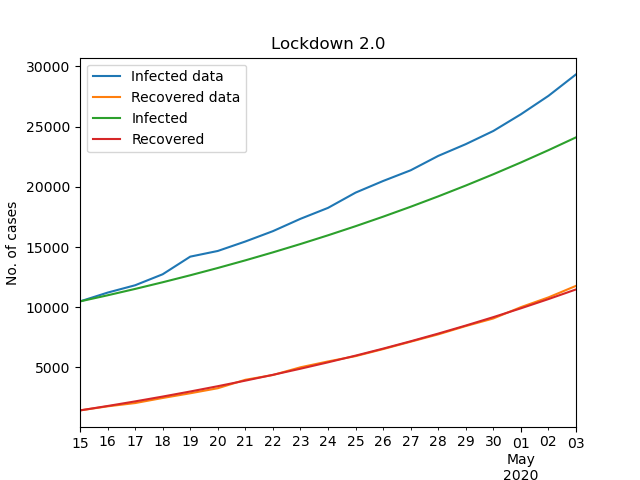 Lockdown 2.0
No. of cases
30000
25000
20000
15000
10000
5000
Infected data
Recovered data
Infected
Recovered
15 16 17 18 19 20 21 22 23 24 25 26 27 28 29 30 01 02 03
May
2020